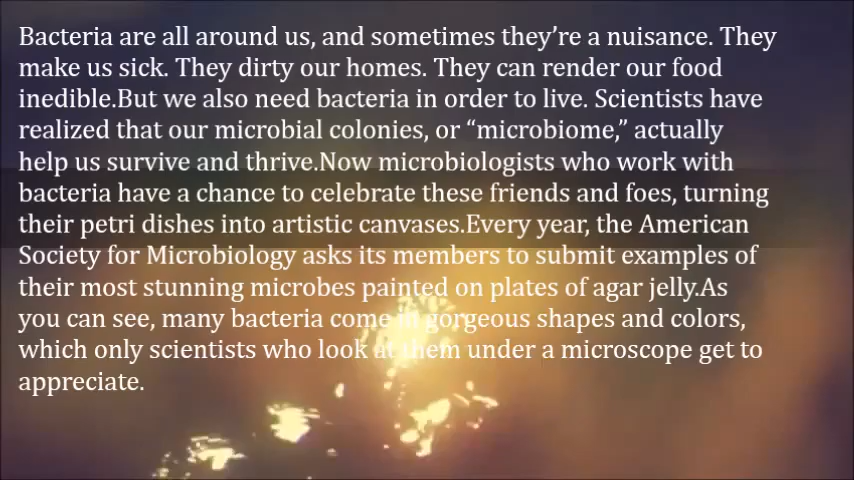 Bacteria are all around us, and sometimes they’re a nuisance. They
make us sick. They dirty our homes. They can render our food
inedible.But we also need bacteria in order to live. Scientists have
realized that our microbial colonies, or “microbiome,” actually
help us survive and thrive.Now microbiologists who work with
bacteria have a chance to celebrate these friends and foes, turning
their petri dishes into artistic canvases.Every year, the American
Society for Microbiology asks its members to submit examples of
their most stunning microbes painted on plates of agar jelly.As
you can see, many bacteria come in gorgeous shapes and colors,
which only scientists who look at them under a microscope get to
appreciate.